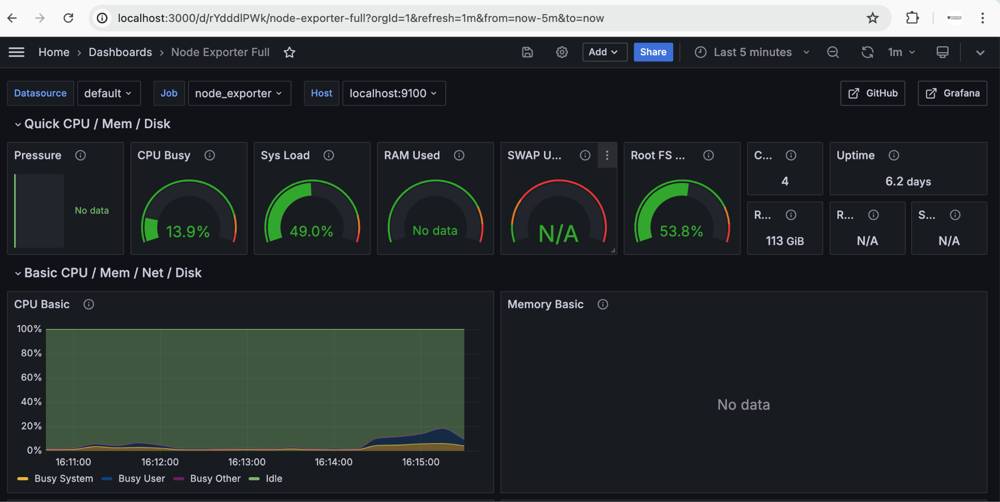 localhost:3000/d/rYdddlPWk/node-exporter-full?orgId=1&refresh=1m&from=now-5m&to=now
Home › Dashboards › Node Exporter Full Add Share Last 5 minutes 1m
Datasource default Job node_exporter Host localhost:9100 GitHub Grafana
Quick CPU / Mem / Disk
Pressure CPU Busy Sys Load RAM Used SWAP U... Root FS ... C... Uptime
4 6.2 days
No data
R... R... S...
13.9% 49.0% No data N/A 53.8%
113 GiB N/A N/A
Basic CPU / Mem / Net / Disk
CPU Basic Memory Basic
100%
80%
60%
40%
20%
0%
No data
16:11:00 16:12:00 16:13:00 16:14:00 16:15:00
Busy System Busy User Busy Other Idle